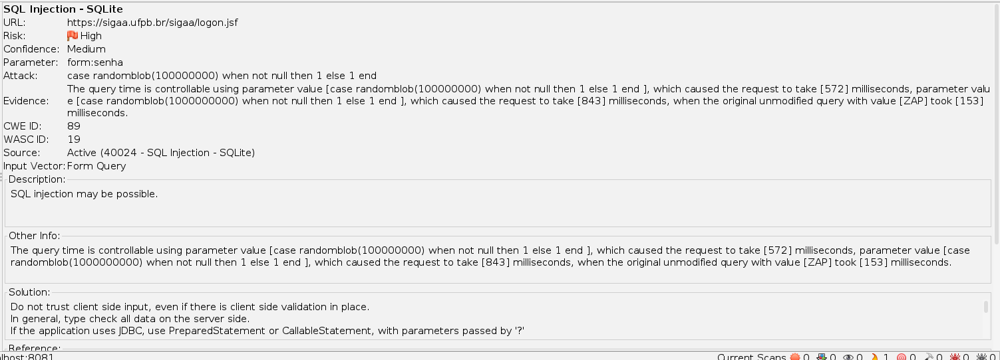 SQL Injection - SQLite
URL: https://sigaa.ufpb.br/sigaa/logon.jsf
Risk: High
Confidence: Medium
Parameter: form:senha
Attack: case randomblob(100000000) when not null then 1 else 1 end
The query time is controllable using parameter value [case randomblob(100000000) when not null then 1 else 1 end ], which caused the request to take [572] milliseconds, parameter valu
Evidence: e [case randomblob(1000000000) when not null then 1 else 1 end ], which caused the request to take [843] milliseconds, when the original unmodified query with value [ZAP] took [153]
milliseconds.
CWE ID: 89
WASC ID: 19
Source: Active (40024 - SQL Injection - SQLite)
Input Vector: Form Query
Description:
SQL injection may be possible.
Other Info:
The query time is controllable using parameter value [case randomblob(100000000) when not null then 1 else 1 end ], which caused the request to take [572] milliseconds, parameter value [case
randomblob(1000000000) when not null then 1 else 1 end ], which caused the request to take [843] milliseconds, when the original unmodified query with value [ZAP] took [153] milliseconds.
Solution:
Do not trust client side input, even if there is client side validation in place.
In general, type check all data on the server side.
If the application uses JDBC, use PreparedStatement or CallableStatement, with parameters passed by '?'
Reference:
lhost:8081 Current Scans 0 0 0 1 0 0 0 0